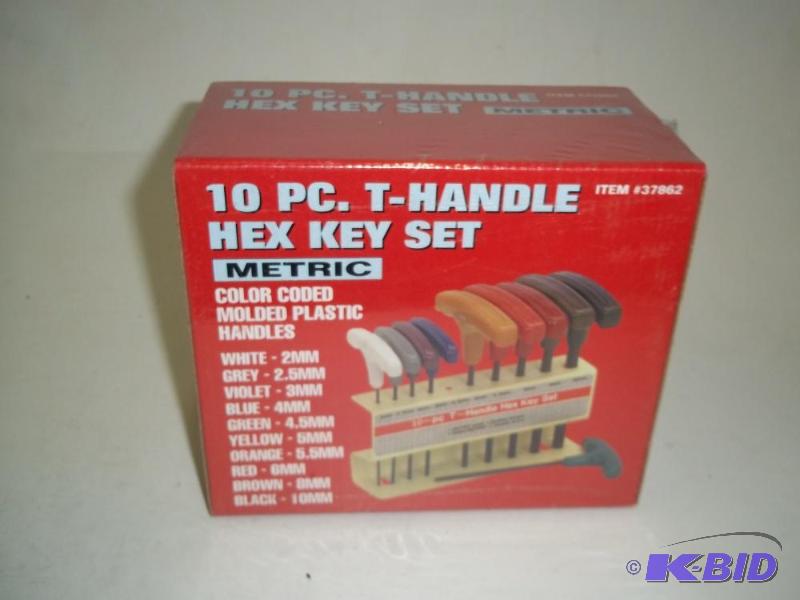 10 PC. T-HANDLE
HEX KEY SET METRIC
10 PC. T-HANDLE ITEM #37862
HEX KEY SET
METRIC
COLOR CODED
MOLDED PLASTIC
HANDLES
WHITE - 2MM
GREY - 2.5MM
VIOLET - 3MM
BLUE - 4MM
GREEN - 4.5MM
YELLOW - 5MM
ORANGE - 5.5MM
RED - 6MM
BROWN - 8MM
BLACK - 10MM
10-PC T-Handle Hex Key Set
© K-BID